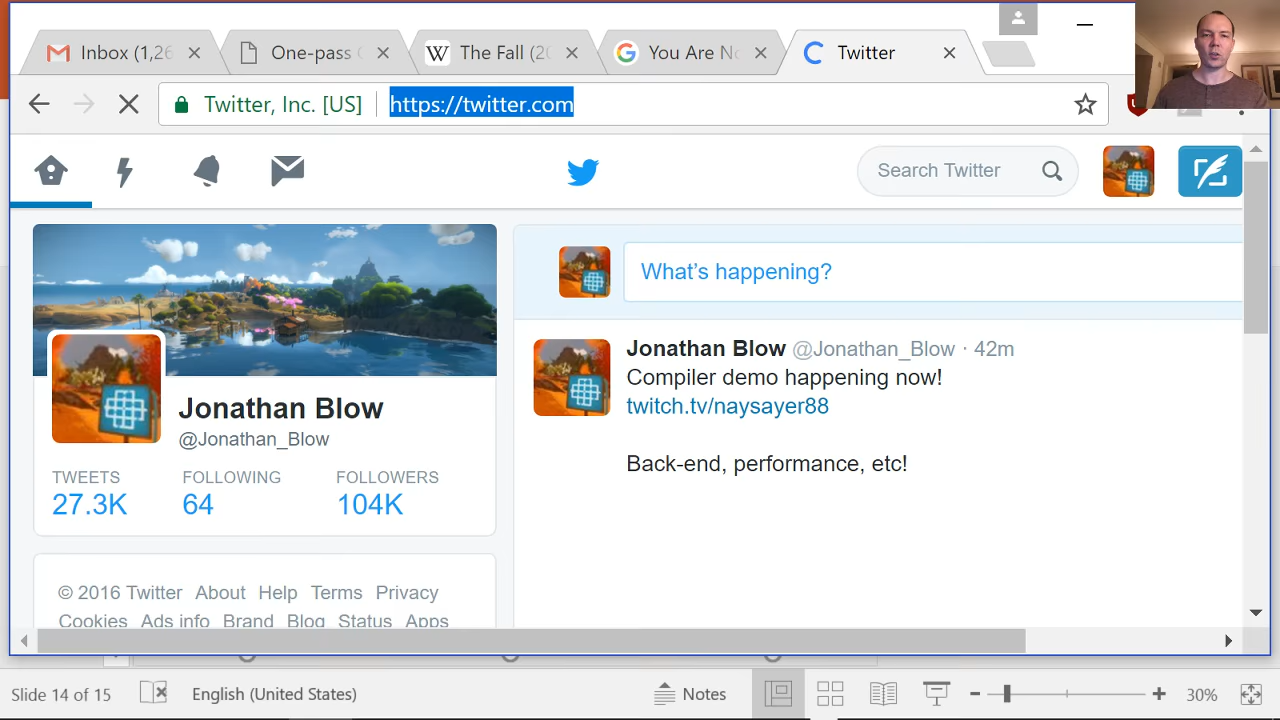 Inbox (1,26
One-pass C
The Fall (20
You Are No
Twitter
Twitter, Inc. [US]
https://twitter.com
Search Twitter
What's happening?
Jonathan Blow @Jonathan_Blow · 42m
Compiler demo happening now!
twitch.tv/naysayer88
Back-end, performance, etc!
Jonathan Blow
@Jonathan_Blow
TWEETS FOLLOWING FOLLOWERS
27.3K 64 104K
© 2016 Twitter About Help Terms Privacy
Cookies Ads info Brand Blog Status Apps
Slide 14 of 15
English (United States)
Notes
30%